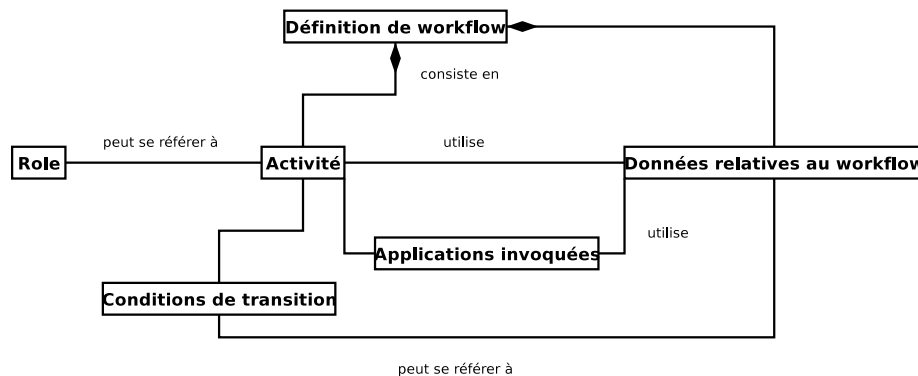 Définition de workflow
consiste en
peut se référer à
utilise
Role
Activité
Données relatives au workflow
utilise
Applications invoquées
Conditions de transition
peut se référer à